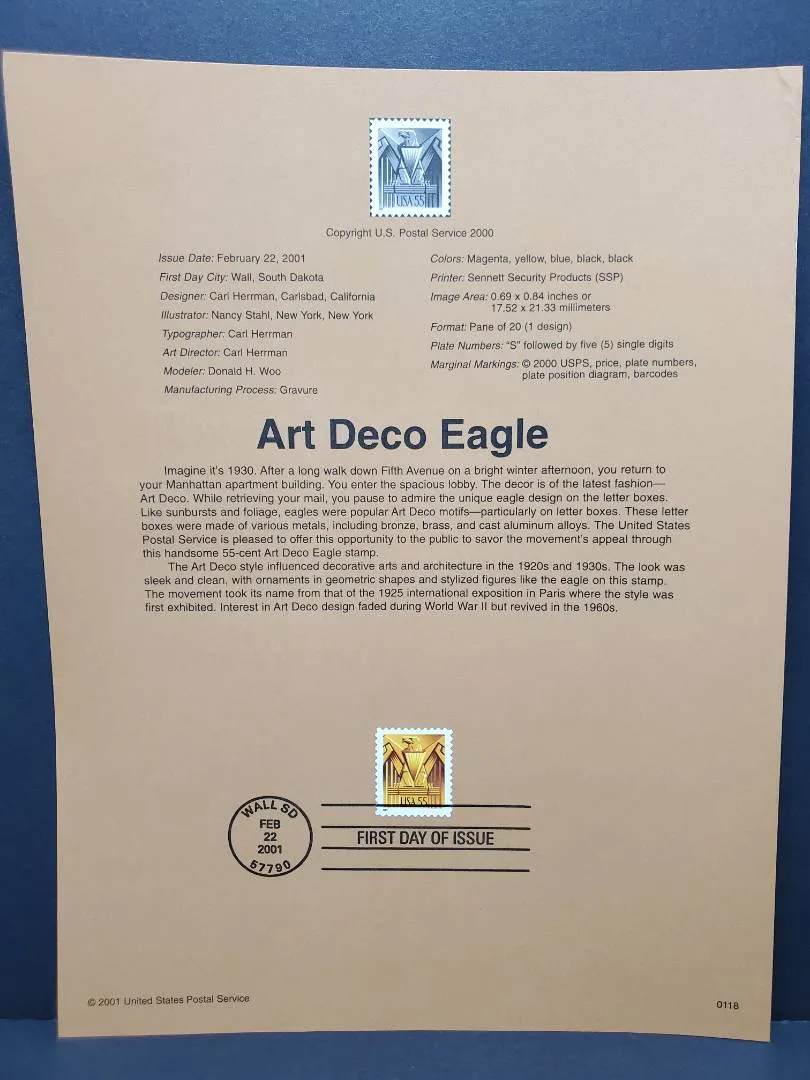 USA 55
Copyright U.S. Postal Service 2000
Issue Date: February 22, 2001
First Day City: Wall, South Dakota
Designer: Carl Herrman, Carlsbad, California
Illustrator: Nancy Stahl, New York, New York
Typographer: Carl Herrman
Art Director: Carl Herrman
Modeler: Donald H. Woo
Manufacturing Process: Gravure
Colors: Magenta, yellow, blue, black, black
Printer: Sennett Security Products (SSP)
Image Area: 0.69 x 0.84 inches or
17.52 x 21.33 millimeters
Format: Pane of 20 (1 design)
Plate Numbers: “S” followed by five (5) single digits
Marginal Markings: © 2000 USPS, price, plate numbers,
plate position diagram, barcodes
Art Deco Eagle
Imagine it’s 1930. After a long walk down Fifth Avenue on a bright winter afternoon, you return to
your Manhattan apartment building. You enter the spacious lobby. The decor is of the latest fashion—
Art Deco. While retrieving your mail, you pause to admire the unique eagle design on the letter boxes.
Like sunbursts and foliage, eagles were popular Art Deco motifs—particularly on letter boxes. These letter
boxes were made of various metals, including bronze, brass, and cast aluminum alloys. The United States
Postal Service is pleased to offer this opportunity to the public to savor the movement’s appeal through
this handsome 55-cent Art Deco Eagle stamp.
The Art Deco style influenced decorative arts and architecture in the 1920s and 1930s. The look was
sleek and clean, with ornaments in geometric shapes and stylized figures like the eagle on this stamp.
The movement took its name from that of the 1925 international exposition in Paris where the style was
first exhibited. Interest in Art Deco design faded during World War II but revived in the 1960s.
USA 55
WALL SD
FEB
22
2001
57790
FIRST DAY OF ISSUE
© 2001 United States Postal Service
0118